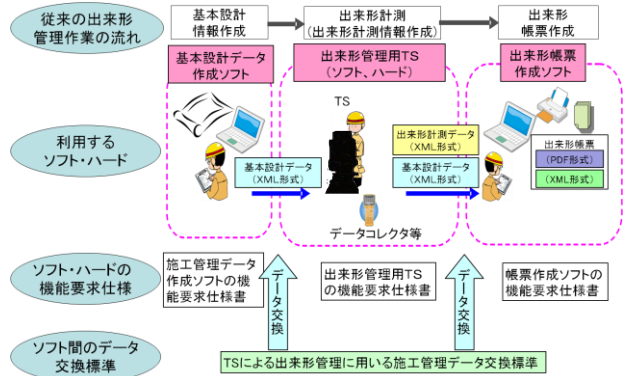 従来の出来形
管理作業の流れ
基本設計
情報作成
出来形計測
(出来形計測情報作成)
出来形
帳票作成
基本設計データ
作成ソフト
出来形管理用TS
(ソフト、ハード)
出来形帳票
作成ソフト
利用する
ソフト・ハード
TS
基本設計データ
(XML形式)
出来形計測データ
(XML形式)
基本設計データ
(XML形式)
出来形帳票
(PDF形式)
(XML形式)
データコレクタ等
ソフト・ハードの
機能要求仕様
施工管理データ
作成ソフトの機
能要求仕様書
データ交換
出来形管理用TS
の機能要求仕様書
データ交換
帳票作成ソフトの
機能要求仕様書
ソフト間のデータ
交換標準
TSによる出来形管理に用いる施工管理データ交換標準